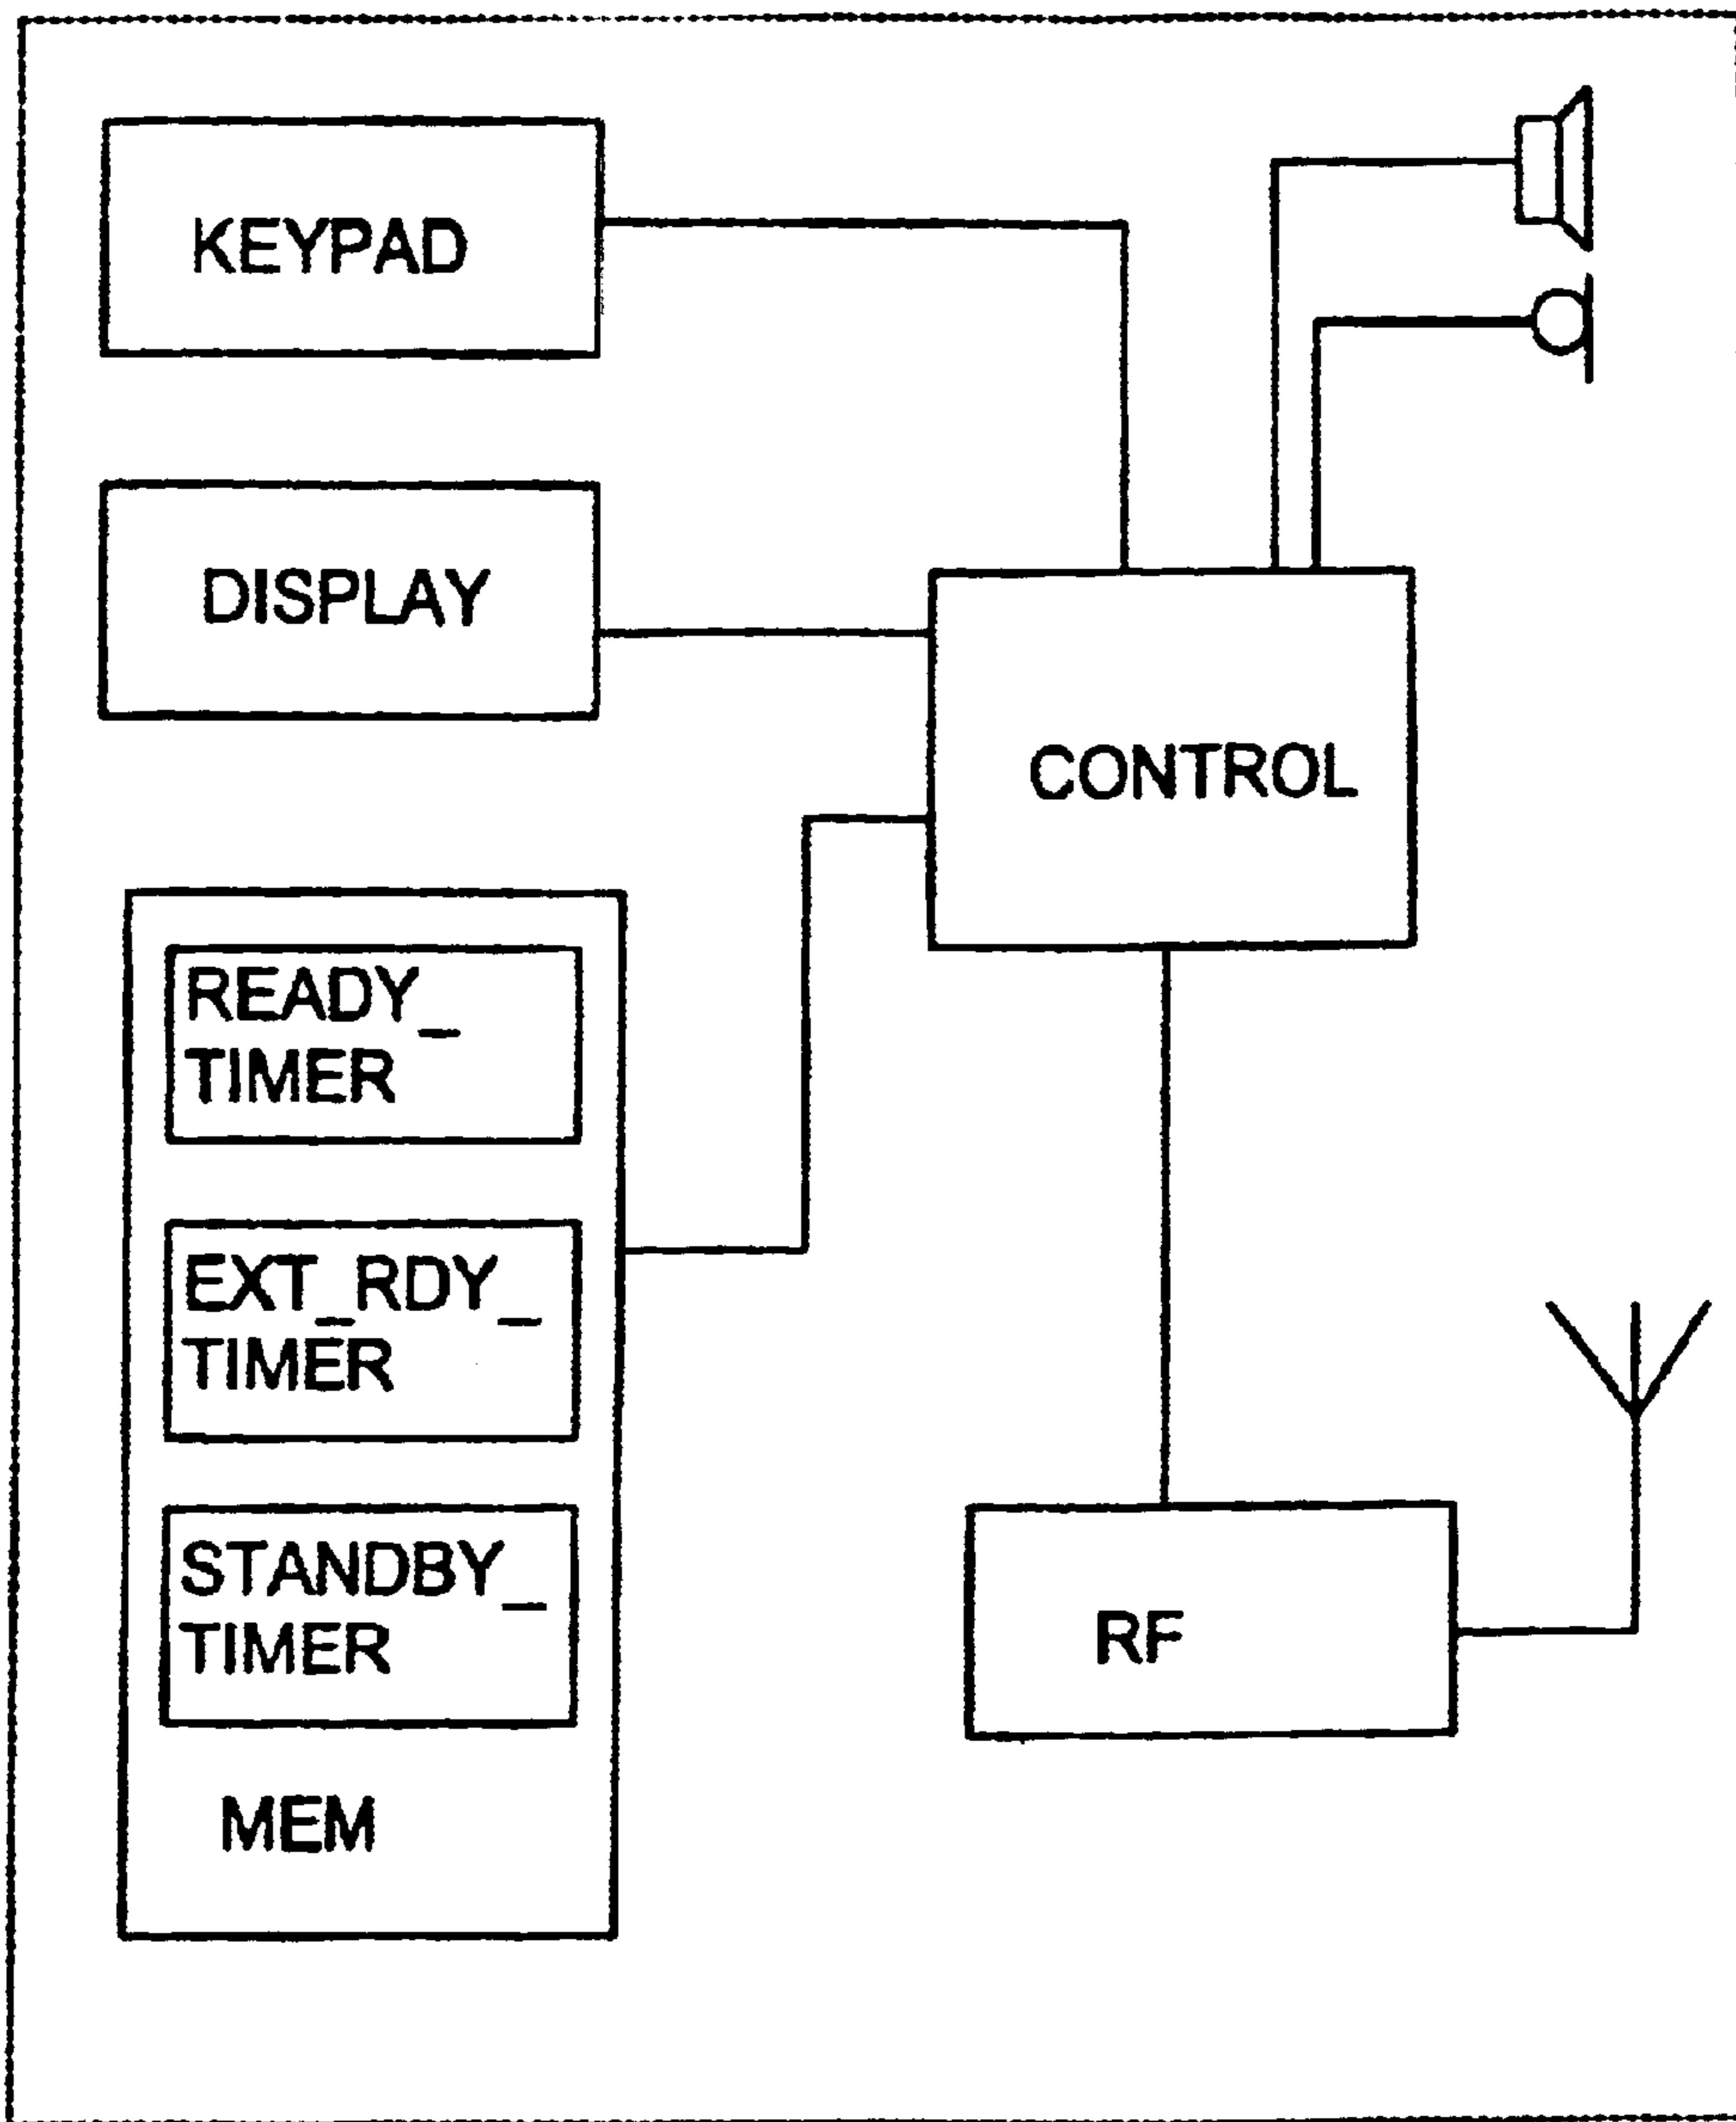 KEYPAD
DISPLAY
CONTROL
READY_
TIMER
EXT_RDY_
TIMER
STANDBY_
TIMER
MEM
RF